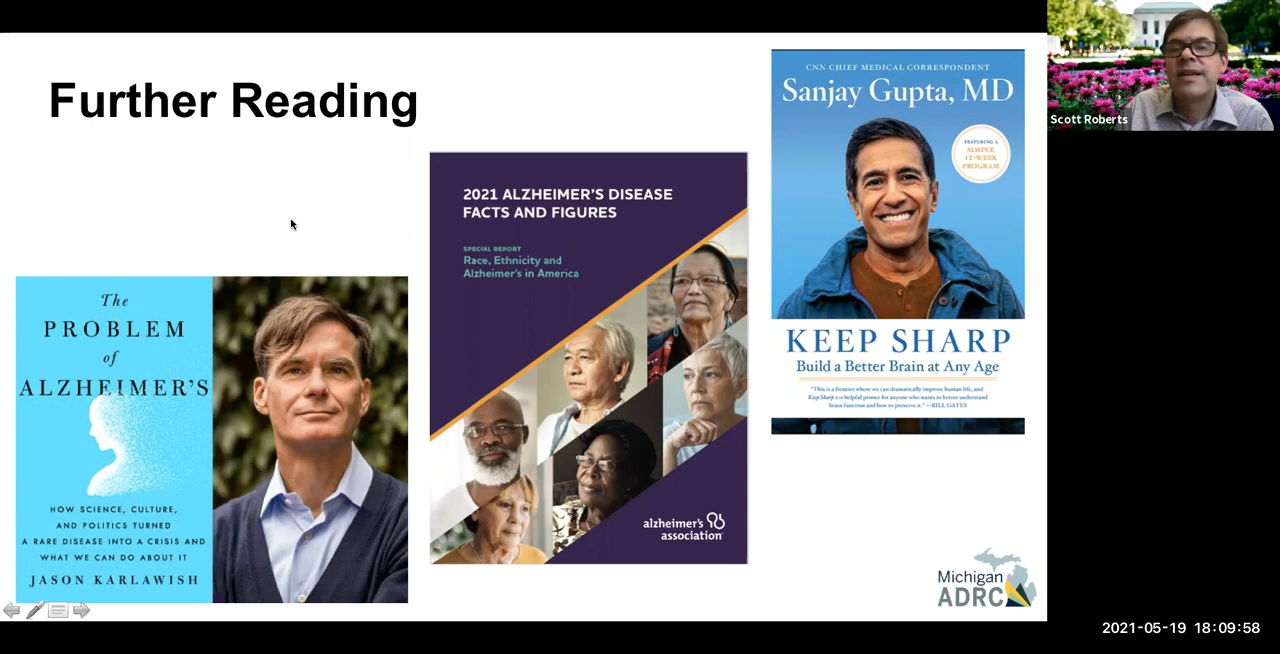 Further Reading
The
PROBLEM
of
ALZHEIMER'S
HOW SCIENCE, CULTURE,
AND POLITICS TURNED
A RARE DISEASE INTO A CRISIS AND
WHAT WE CAN DO ABOUT IT
JASON KARLAWISH
2021 ALZHEIMER'S DISEASE
FACTS AND FIGURES
SPECIAL REPORT
Race, Ethnicity and
Alzheimer's in America
alzheimer's
association
CNN CHIEF MEDICAL CORRESPONDENT
Sanjay Gupta, MD
FEATURING A
SIMPLE
12-WEEK
PROGRAM
KEEP SHARP
Build a Better Brain at Any Age
"This is a frontier where we can dramatically improve human life, and
Keep Sharp is a helpful primer for anyone who wants to better understand
brain function and how to preserve it." —BILL GATES
Michigan
ADRC
Scott Roberts
2021-05-19 18:09:58